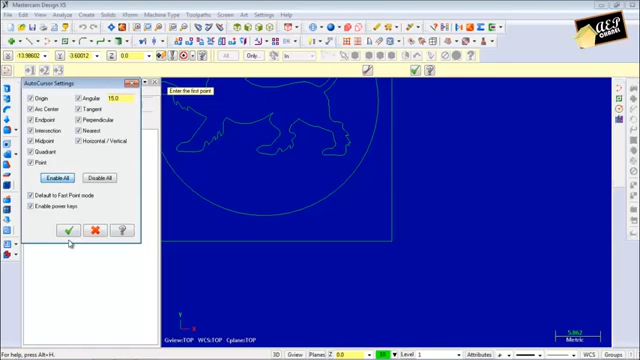 Mastercam Design X5
File Edit View Analyze Create Solids Xform Machine Type Toolpaths Screen Art Settings Help
AEP
CHANNEL
-13.98602 -3.60012 Z 0.0
AutoCursor Settings
Enter the first point
Origin Angular 15.0
Arc Center Tangent
Endpoint Perpendicular
Intersection Nearest
Midpoint Horizontal / Vertical
Quadrant
Point
Enable All Disable All
Default to Fast Point mode
Enable power keys
Y
X
5.862
Metric
Gview:TOP WCS:TOP Cplane:TOP
For help, press Alt+H. 3D Gview Planes Z 0.0 10 Level 1 WCS Groups